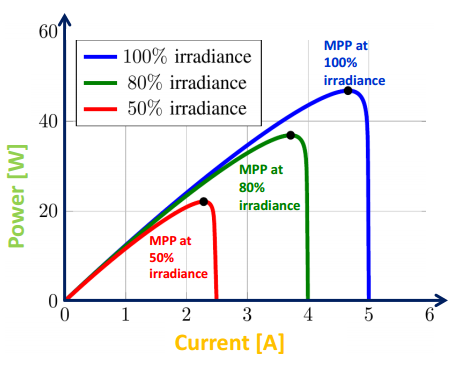 60
40
20
0
Power [W]
100% irradiance
80% irradiance
50% irradiance
MPP at
100%
irradiance
MPP at
80%
irradiance
MPP at
50%
irradiance
0 1 2 3 4 5 6
Current [A]